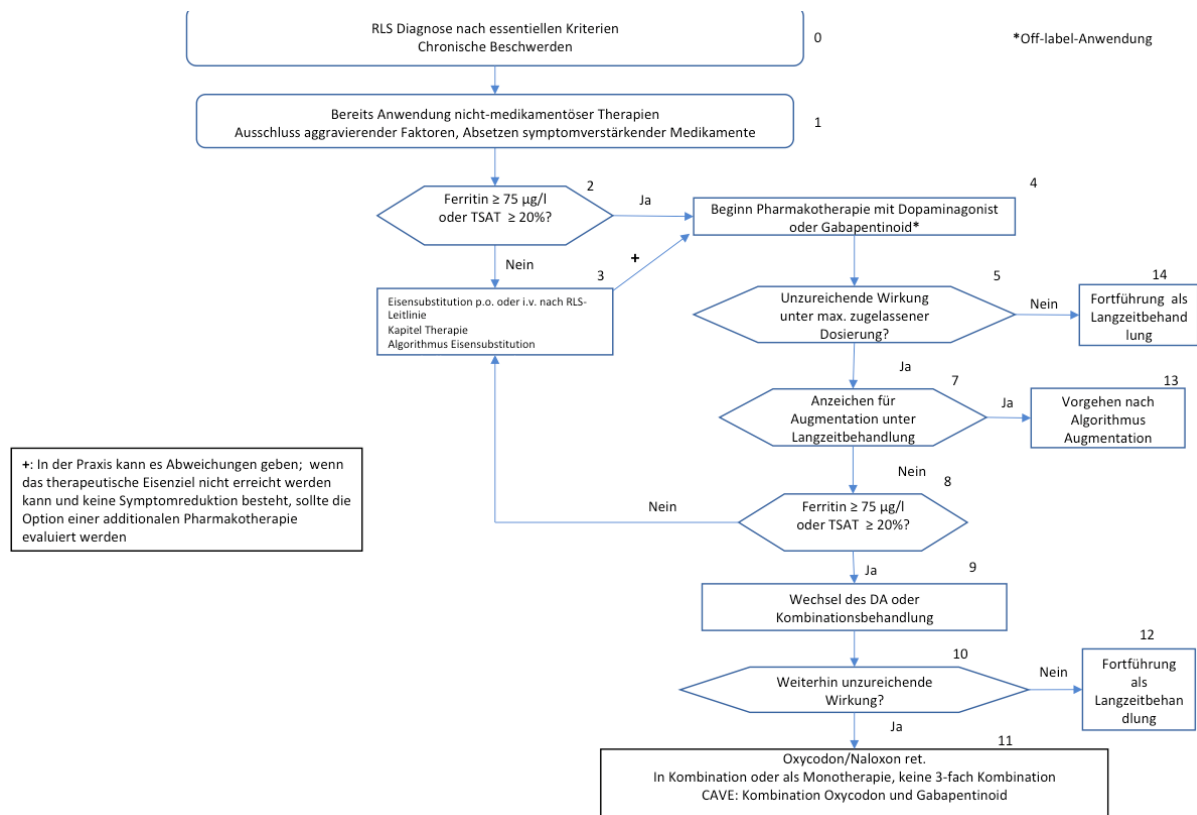 RLS Diagnose nach essentiellen Kriterien
Chronische Beschwerden
0
*Off-label-Anwendung
Bereits Anwendung nicht-medikamentöser Therapien
Ausschluss aggravierender Faktoren, Absetzen symptomverstärkender Medikamente
1
2
Ferritin ≥ 75 µg/l
oder TSAT ≥ 20%?
Ja
4
Beginn Pharmakotherapie mit Dopaminagonist
oder Gabapentinoid*
Nein
+
3
Eisensubstitution p.o. oder i.v. nach RLS-
Leitlinie
Kapitel Therapie
Algorithmus Eisensubstitution
5
Unzureichende Wirkung
unter max. zugelassener
Dosierung?
Nein
14
Fortführung als
Langzeitbehand
lung
Ja
7
Anzeichen für
Augmentation unter
Langzeitbehandlung
Ja
13
Vorgehen nach
Algorithmus
Augmentation
+: In der Praxis kann es Abweichungen geben; wenn
das therapeutische Eisenziel nicht erreicht werden
kann und keine Symptomreduktion besteht, sollte die
Option einer additionalen Pharmakotherapie
evaluiert werden
Nein
8
Ferritin ≥ 75 µg/l
oder TSAT ≥ 20%?
Nein
Ja
9
Wechsel des DA oder
Kombinationsbehandlung
10
Weiterhin unzureichende
Wirkung?
Nein
12
Fortführung
als
Langzeitbehan
dlung
Ja
11
Oxycodon/Naloxon ret.
In Kombination oder als Monotherapie, keine 3-fach Kombination
CAVE: Kombination Oxycodon und Gabapentinoid